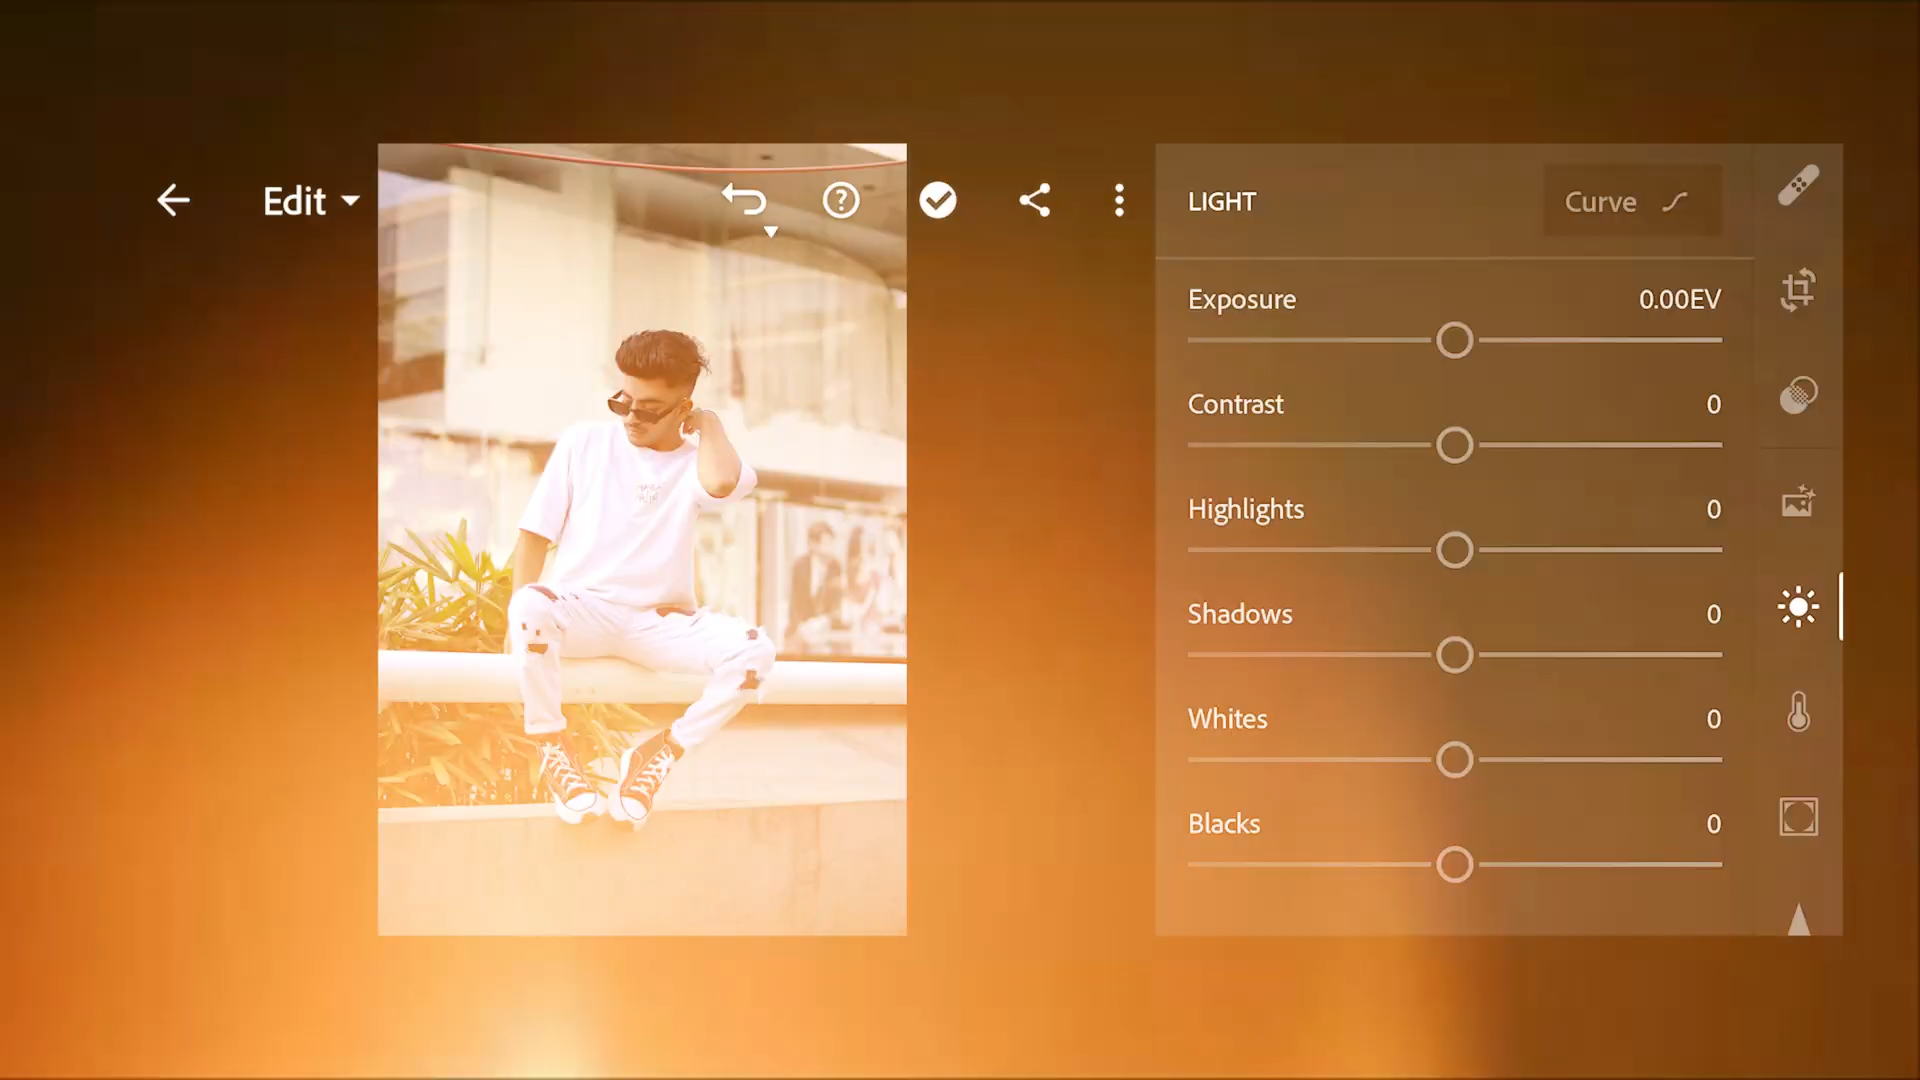 Edit
LIGHT
Curve
Exposure 0.00EV
Contrast 0
Highlights 0
Shadows 0
Whites 0
Blacks 0